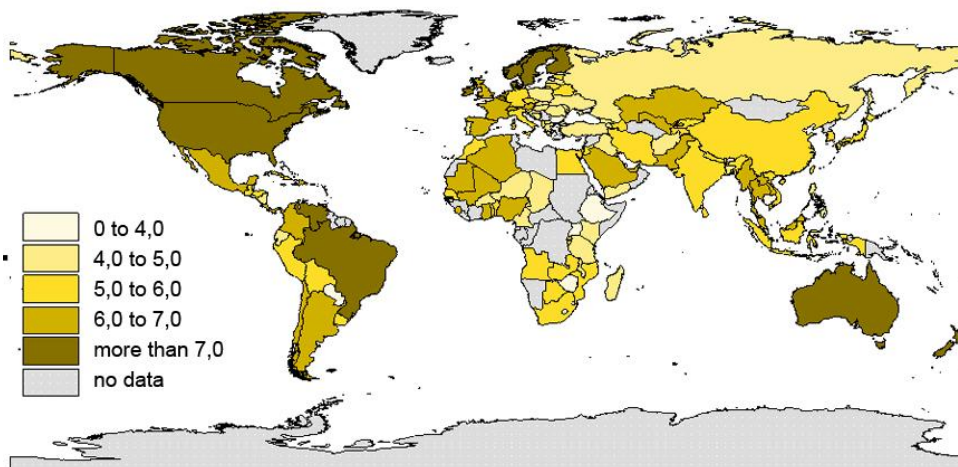 0 to 4,0
4,0 to 5,0
5,0 to 6,0
6,0 to 7,0
more than 7,0
no data